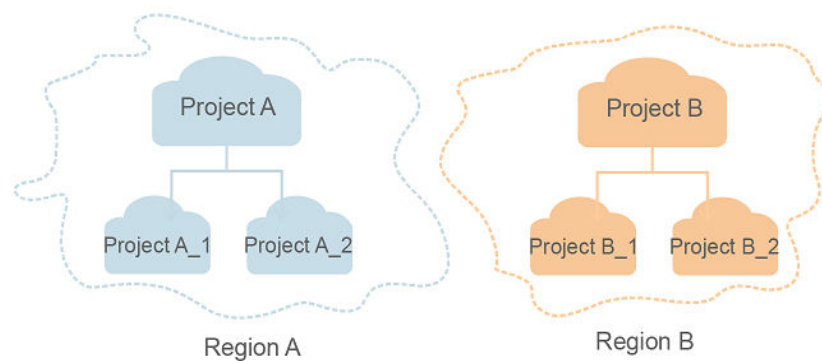 Project A
Project B
Project A_1
Project A_2
Project B_1
Project B_2
Region A
Region B